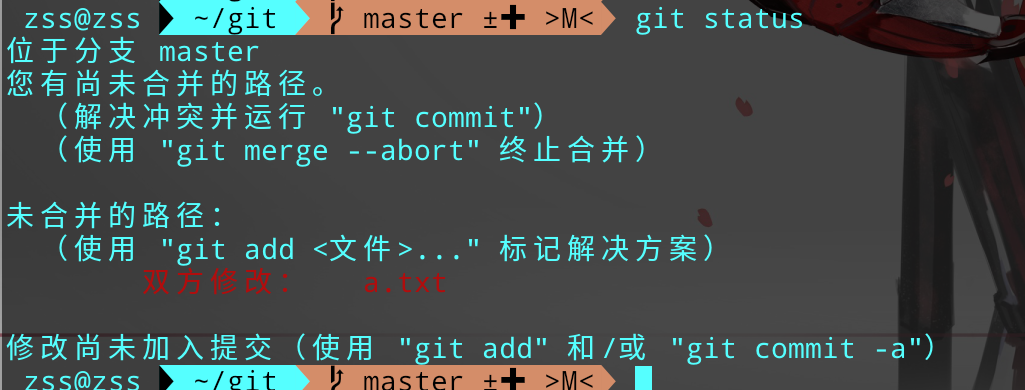 zss@zss ~/git master ±✚ >M< git status
位于分支 master
您有尚未合并的路径。
（解决冲突并运行 "git commit"）
（使用 "git merge --abort" 终止合并）
未合并的路径：
（使用 "git add <文件>..." 标记解决方案）
双方修改： a.txt
修改尚未加入提交（使用 "git add" 和/或 "git commit -a"）
zss@zss ~/git master ±✚ >M<